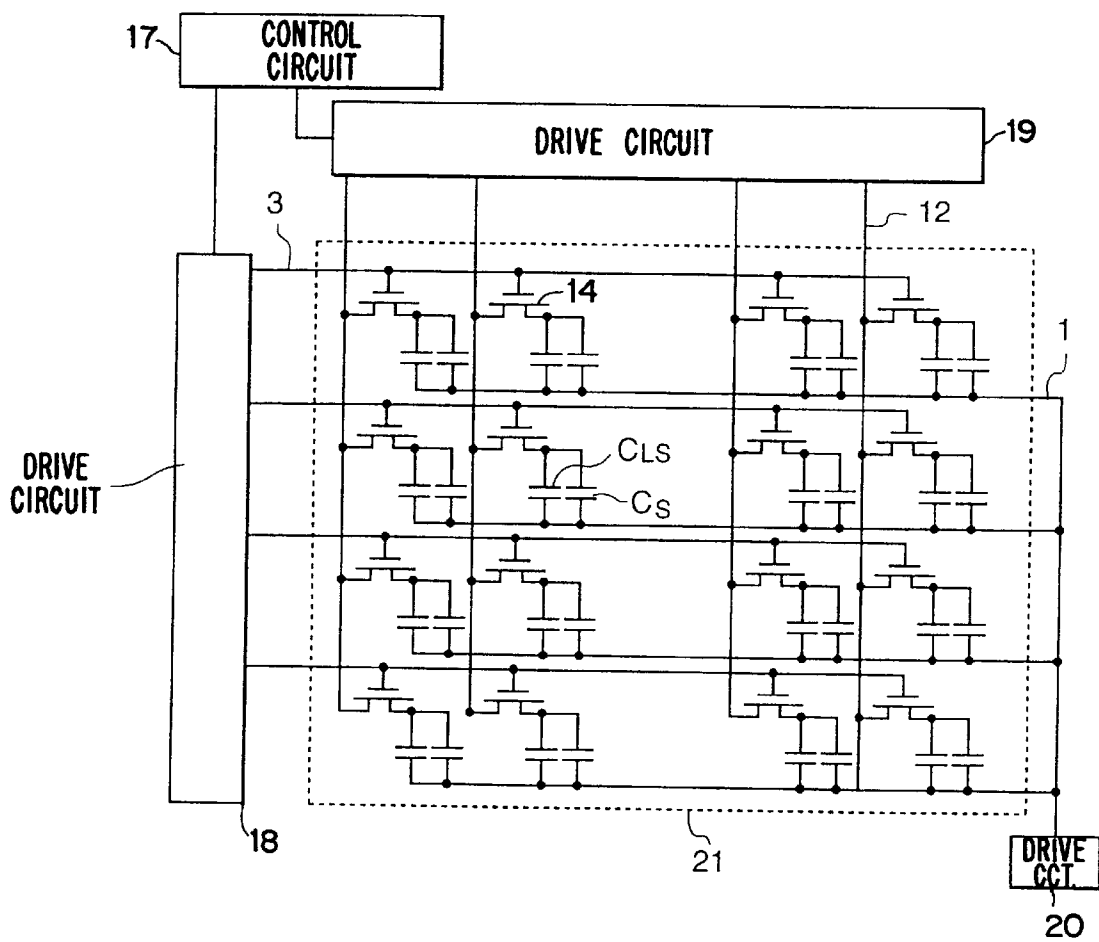 17
CONTROL
CIRCUIT
DRIVE CIRCUIT
19
3
12
14
1
DRIVE
CIRCUIT
CLS
CS
18
21
DRIVE
CCT.
20